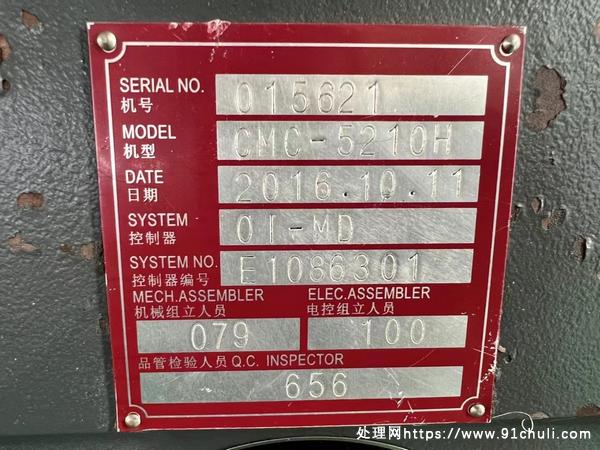 SERIAL NO. 015621
机号
MODEL CMC-5210H
机型
DATE 2016.10.11
日期
SYSTEM 0I-MD
控制器
SYSTEM NO. E1086301
控制器编号
MECH.ASSEMBLER ELEC.ASSEMBLER
机械组立人员 电控组立人员
079 100
品管检验人员 Q.C. INSPECTOR
656
处理网https://www.91chuli.com/